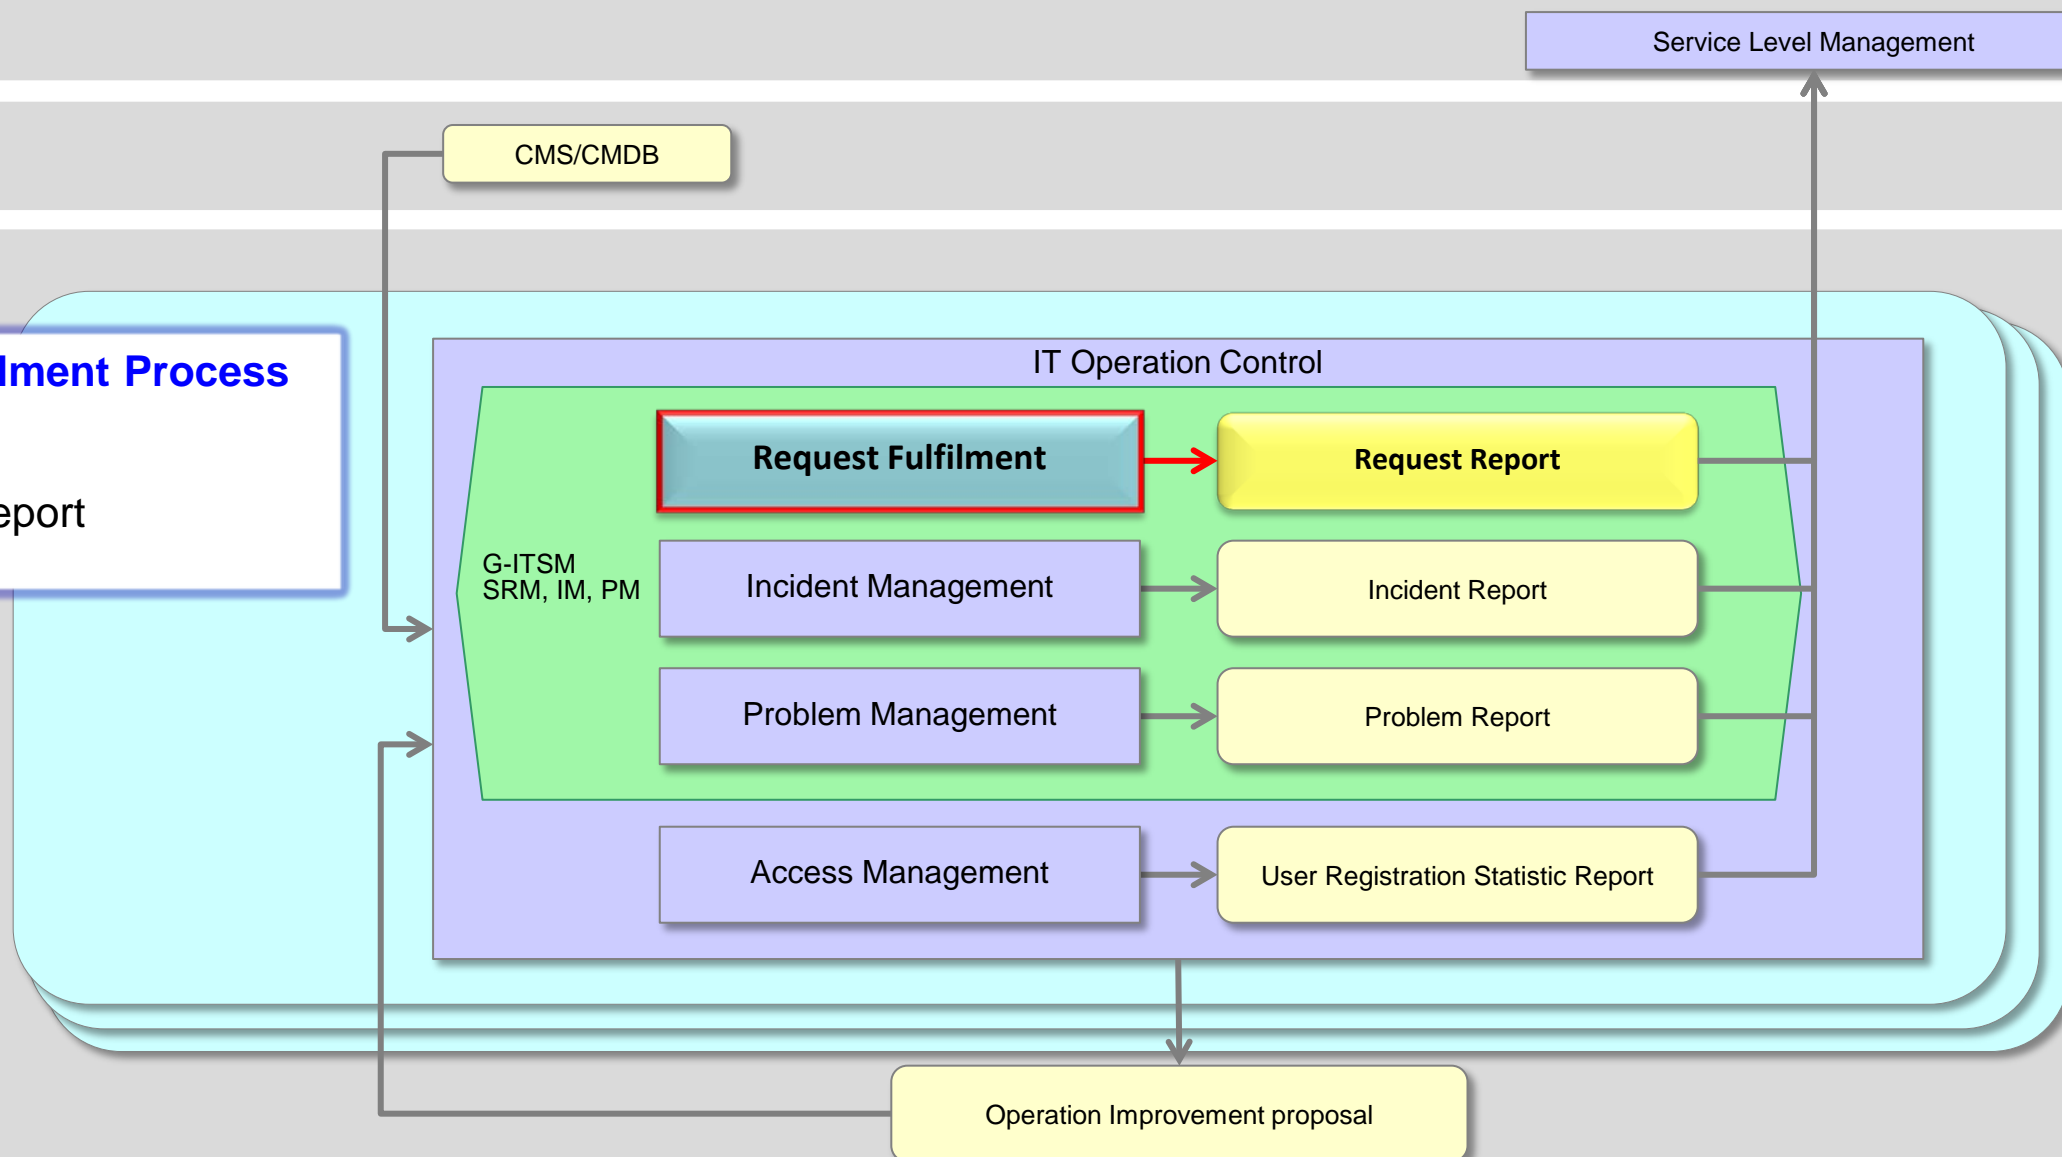 Service Level Management
CMS/CMDB
lment Process
eport
IT Operation Control
Request Fulfilment
Request Report
G-ITSM
SRM, IM, PM
Incident Management
Incident Report
Problem Management
Problem Report
Access Management
User Registration Statistic Report
Operation Improvement proposal